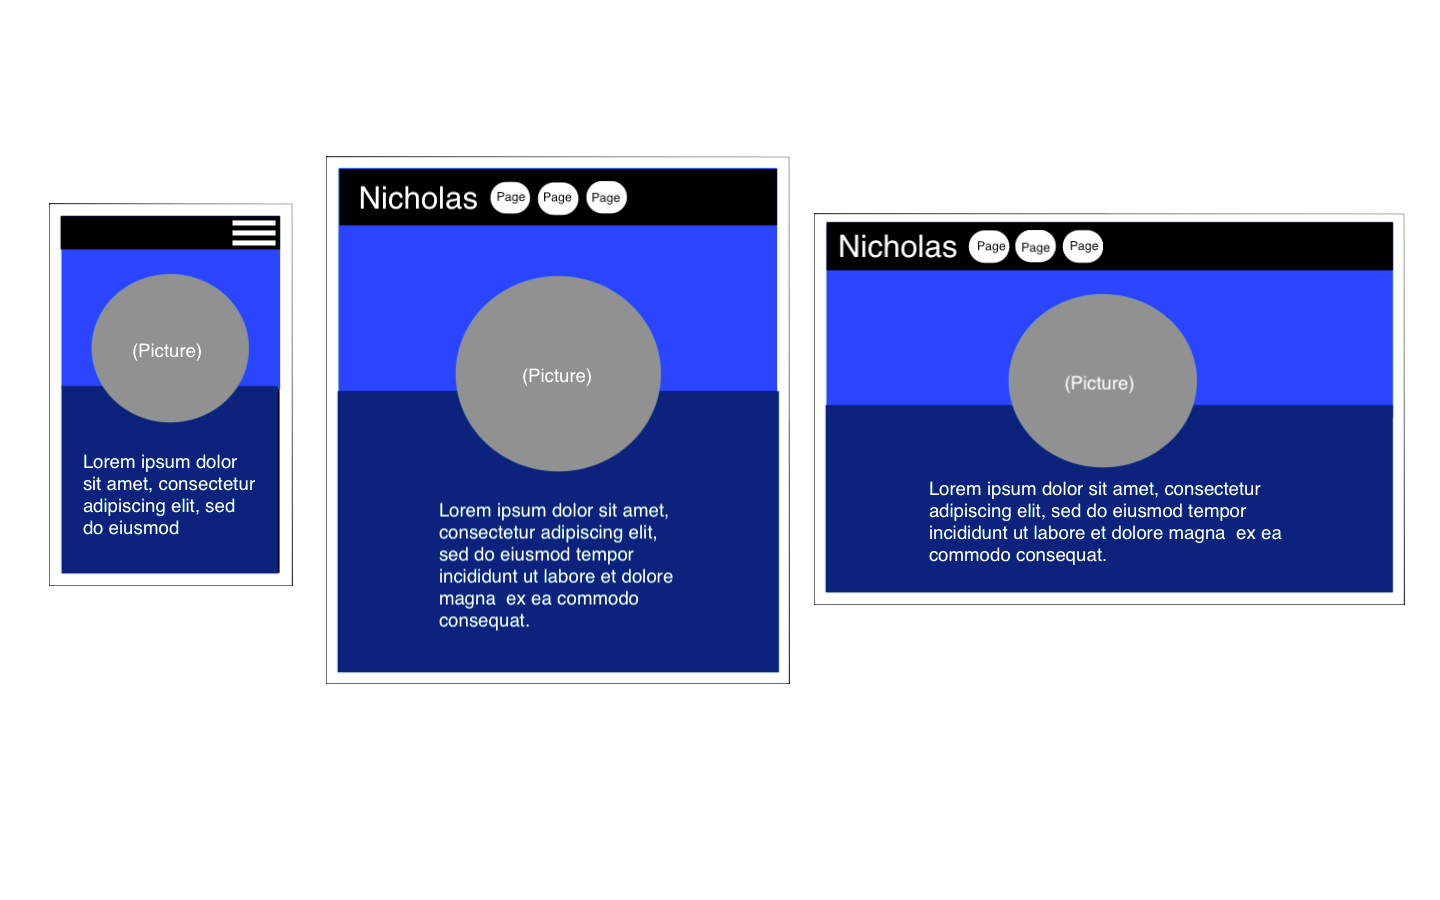 (Picture)
Lorem ipsum dolor
sit amet, consectetur
adipiscing elit, sed
do eiusmod
Nicholas Page Page Page
(Picture)
Lorem ipsum dolor sit amet,
consectetur adipiscing elit,
sed do eiusmod tempor
incididunt ut labore et dolore
magna  ex ea commodo
consequat.
Nicholas Page Page Page
(Picture)
Lorem ipsum dolor sit amet, consectetur
adipiscing elit, sed do eiusmod tempor
incididunt ut labore et dolore magna  ex ea
commodo consequat.